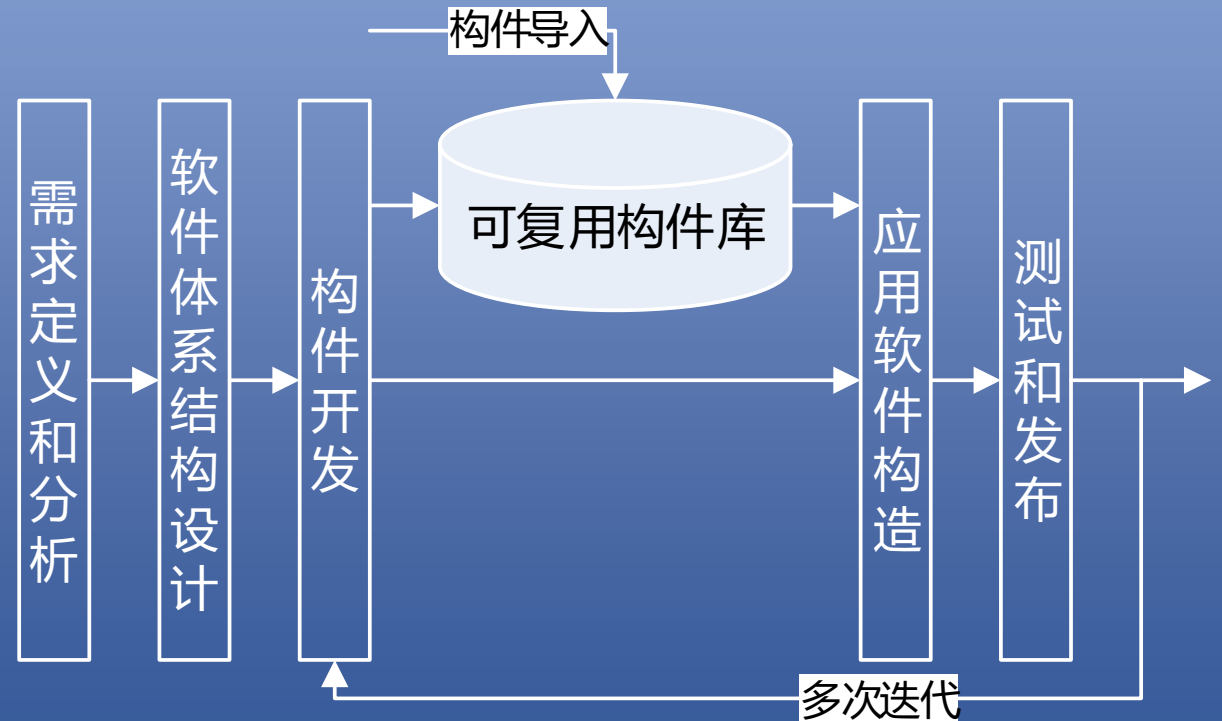 构件导入
需求定义和分析
软件体系结构设计
构件开发
可复用构件库
应用软件构造
测试和发布
多次迭代